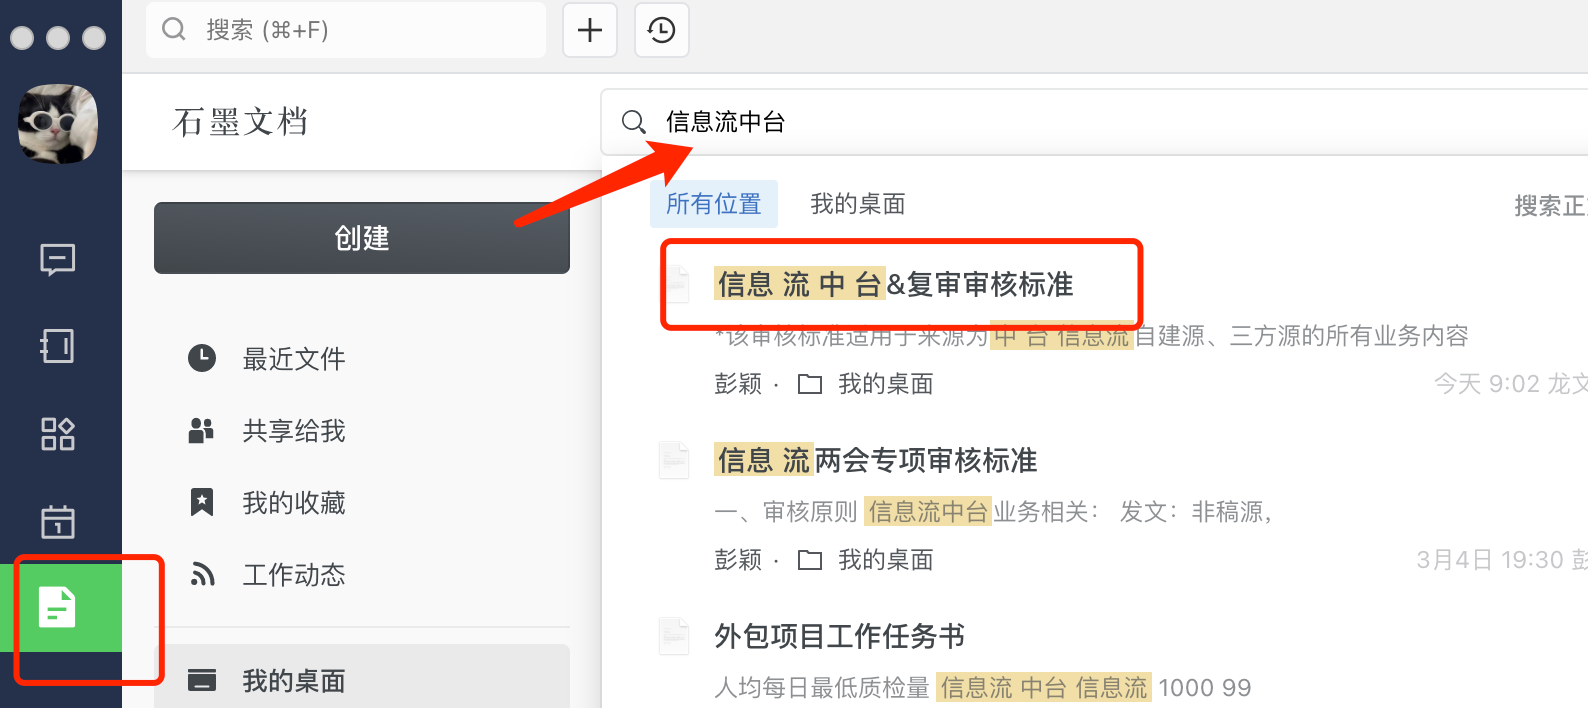 搜索 (⌘+F)
石墨文档
信息流中台
所有位置
我的桌面
搜索正
创建
信息 流 中 台&复审审核标准
*该审核标准适用于来源为 中 台 信息流 自建源、三方源的所有业务内容
彭颖 · 我的桌面
今天 9:02 龙文
最近文件
共享给我
我的收藏
工作动态
我的桌面
信息 流两会专项审核标准
一、审核原则 信息流中台 业务相关： 发文：非稿源，
彭颖 · 我的桌面
3月4日 19:30 彭
外包项目工作任务书
人均每日最低质检量 信息流 中台 信息流 1000 99
1